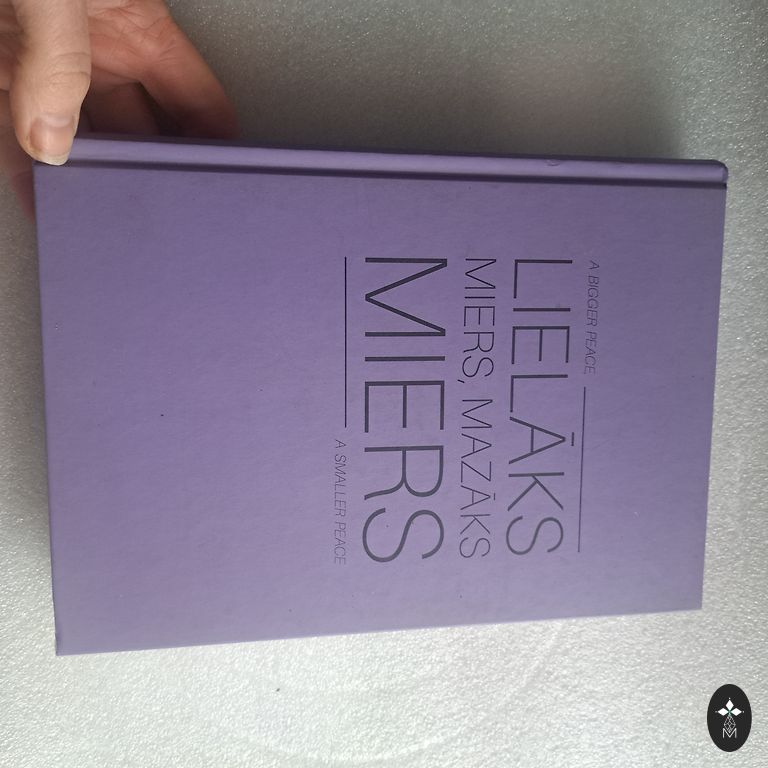 A BIGGER PEACE,
LIELĀKS
MIERS, MAZĀKS
MIERS
A SMALLER PEACE
M